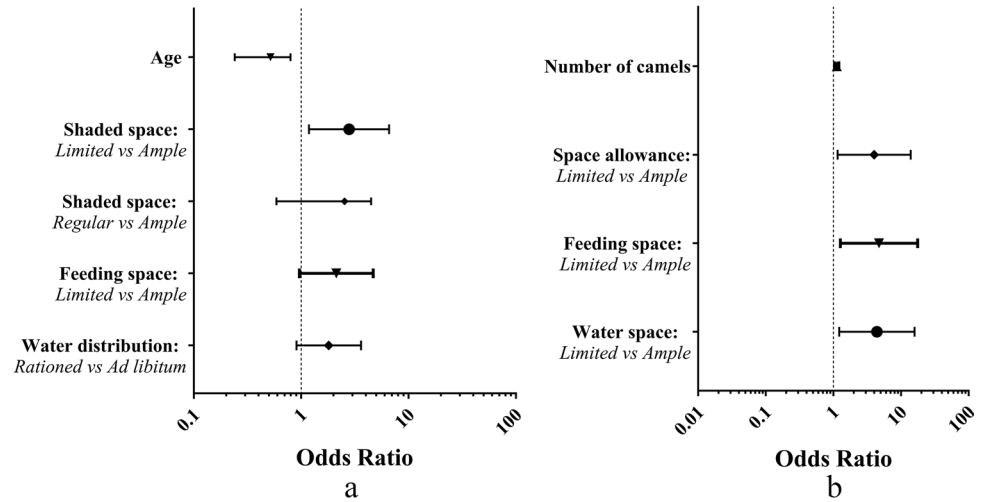 Age
Shaded space:
Limited vs Ample
Shaded space:
Regular vs Ample
Feeding space:
Limited vs Ample
Water distribution:
Rationed vs Ad libitum
0.1
1
10
100
Odds Ratio
a
Number of camels
Space allowance:
Limited vs Ample
Feeding space:
Limited vs Ample
Water space:
Limited vs Ample
0.01
0.1
1
10
100
Odds Ratio
b